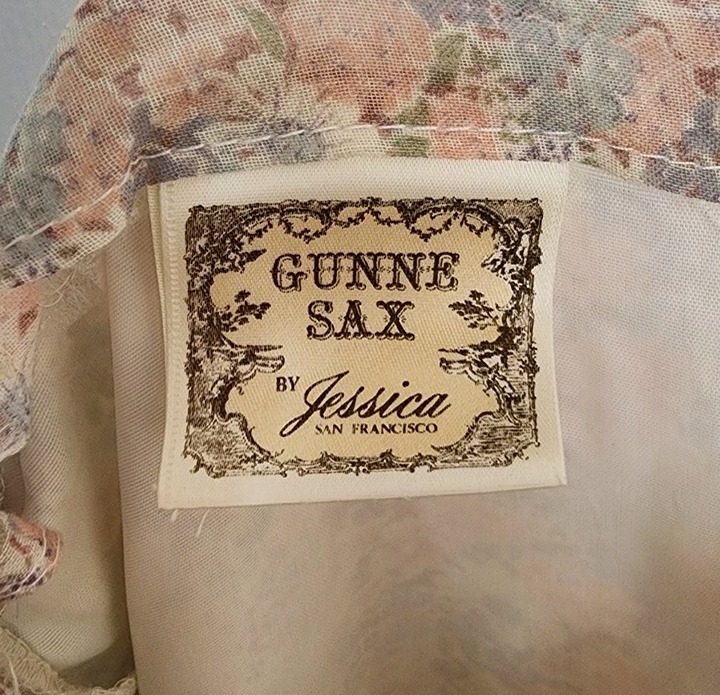 GUNNE
SAX
BY Jessica
SAN FRANCISCO